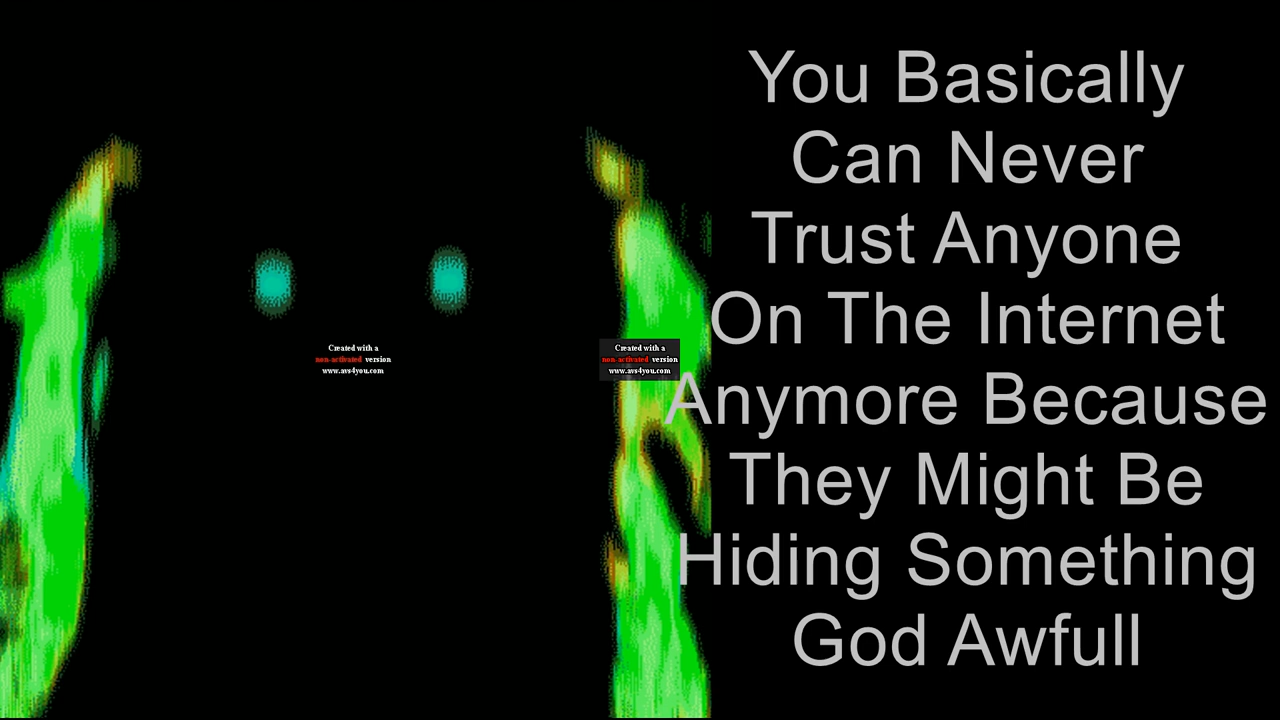 You Basically
Can Never
Trust Anyone
On The Internet
Anymore Because
They Might Be
Hiding Something
God Awfull
Created with a
non-activated version
www.avs4you.com
Created with a
non-activated version
www.avs4you.com